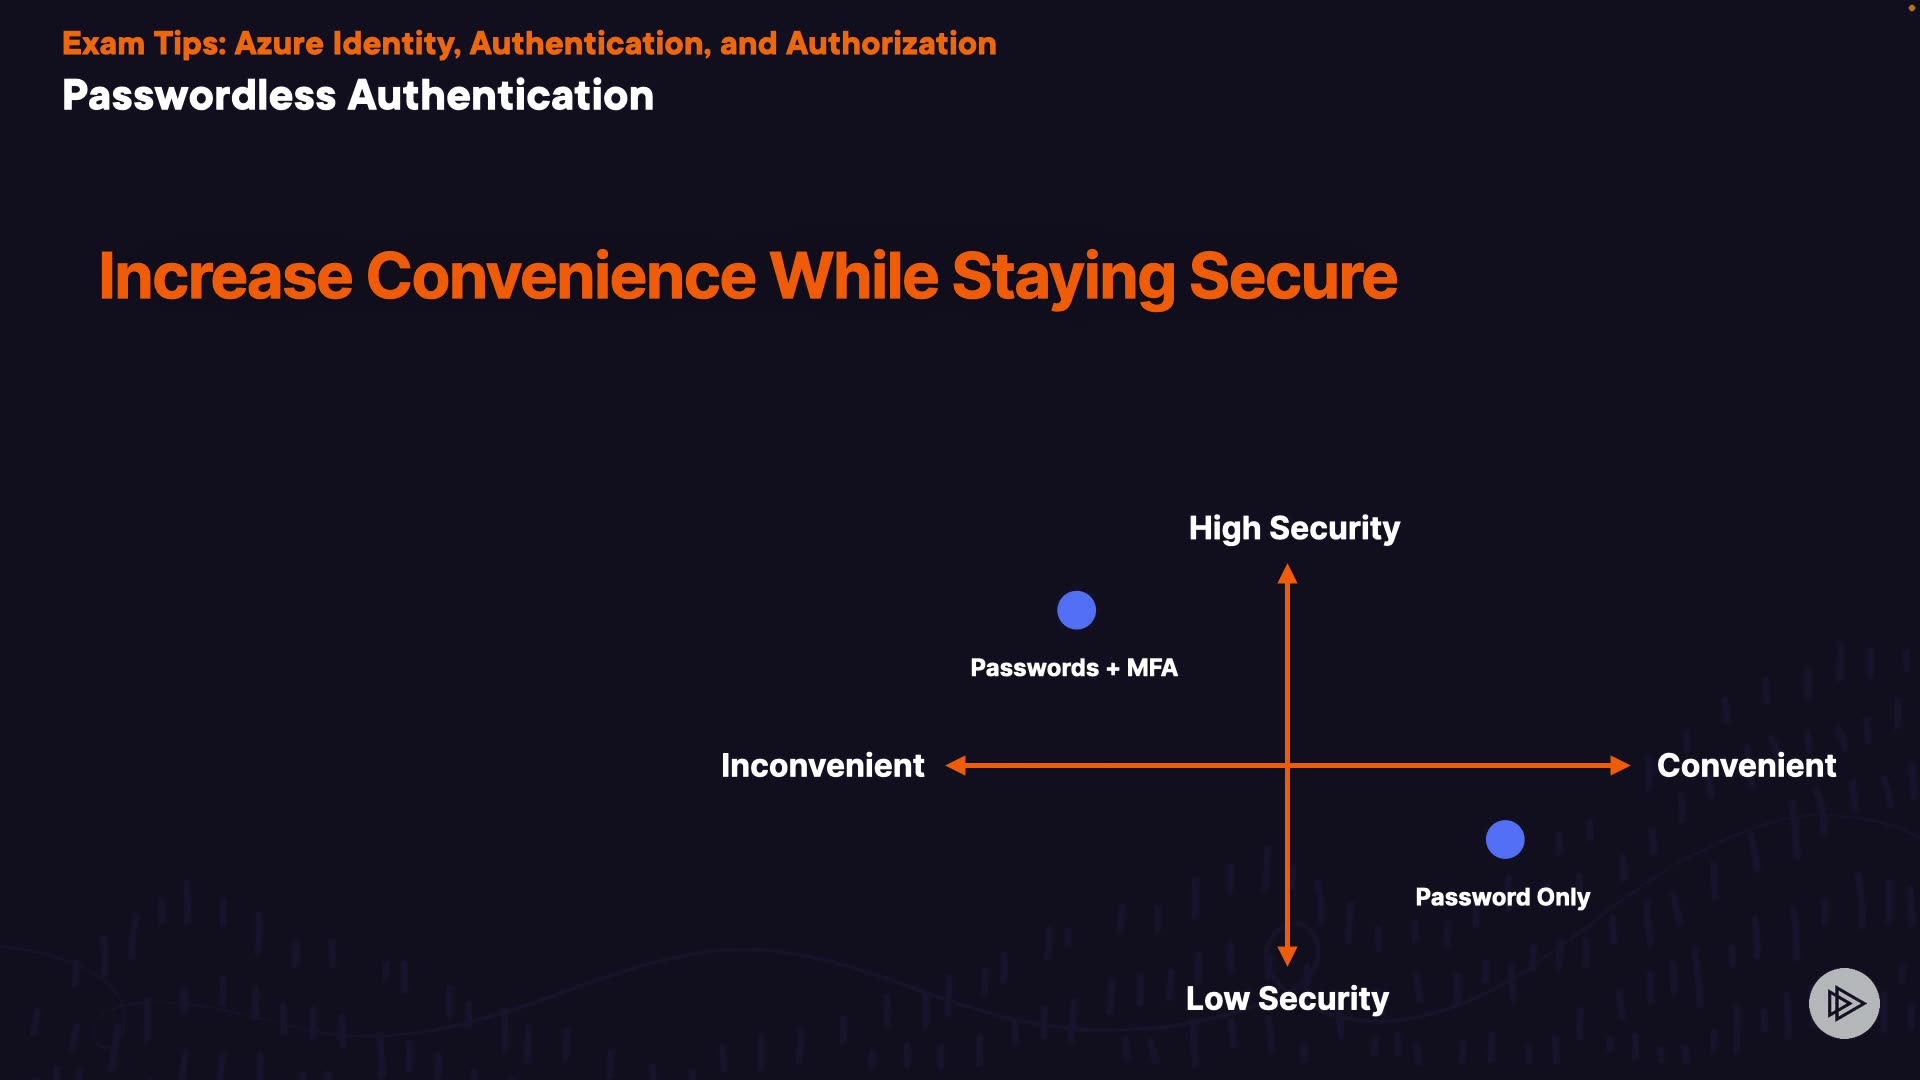 Exam Tips: Azure Identity, Authentication, and Authorization
Passwordless Authentication
Increase Convenience While Staying Secure
High Security
Passwords + MFA
Inconvenient
Convenient
Password Only
Low Security